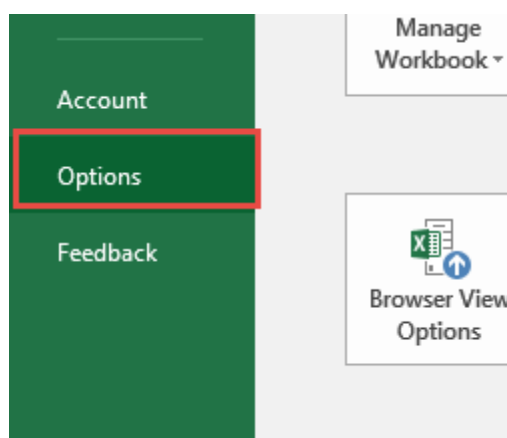 Account
Options
Feedback
Manage
Workbook
Browser View
Options